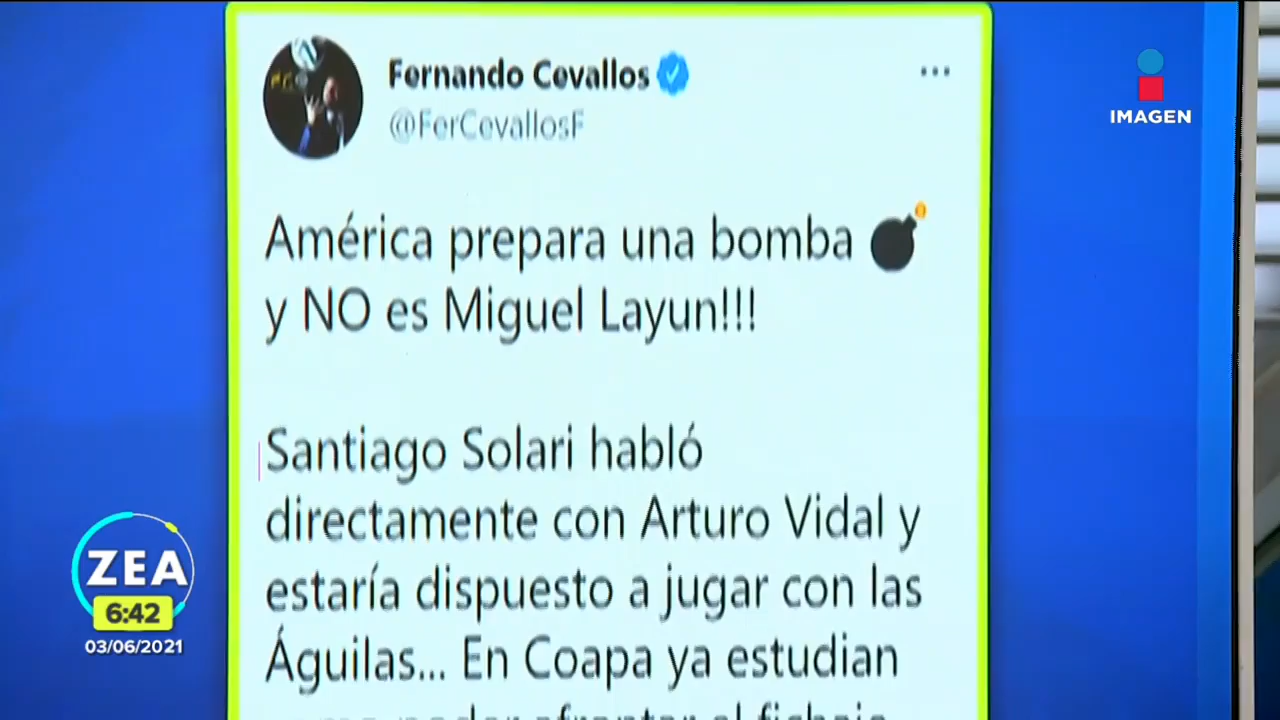 Fernando Cevallos
@FerCevallosF
América prepara una bomba
y NO es Miguel Layun!!!
Santiago Solari habló
directamente con Arturo Vidal y
estaría dispuesto a jugar con las
Águilas... En Coapa ya estudian
IMAGEN
ZEA
6:42
03/06/2021